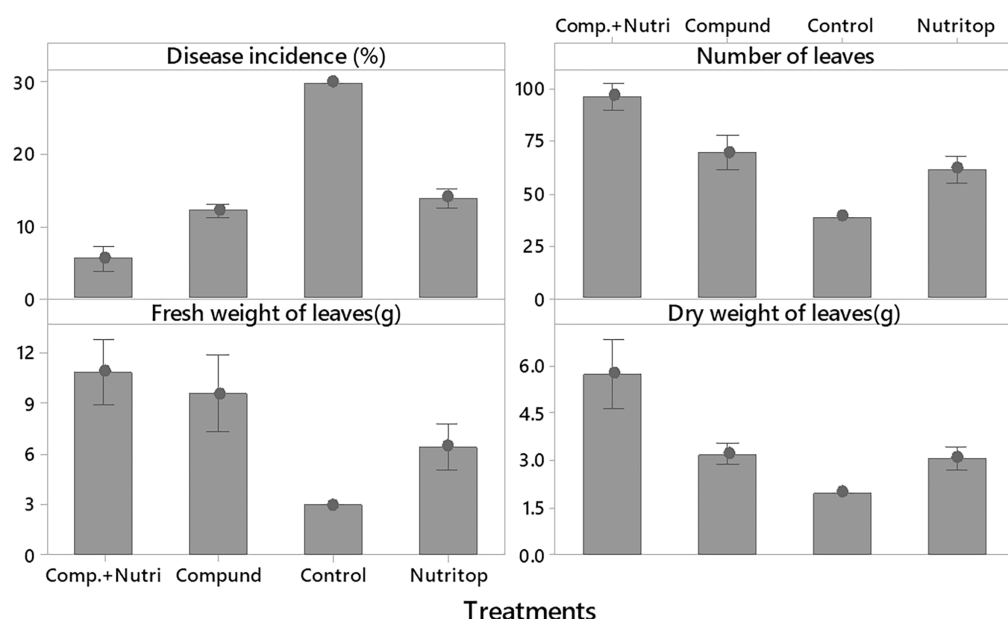 Comp.+Nutri Compund Control Nutritop
Disease incidence (%)
30
20
10
0
Number of leaves
100
75
50
25
0
Fresh weight of leaves(g)
12
9
6
3
0
Dry weight of leaves(g)
6.0
4.5
3.0
1.5
0.0
Comp.+Nutri Compund Control Nutritop
Treatments